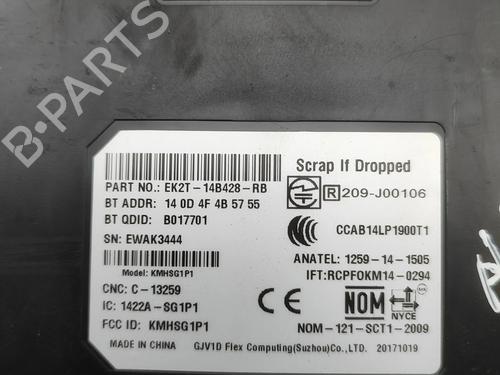 Scrap If Dropped
PART NO.: EK2T-14B428-RB
BT ADDR: 14 0D 4F 4B 57 55
R 209-J00106
BT QDID: B017701
CCAB14LP1900T1
SN: EWAK3444
ANATEL: 1259-14-1505
Model: KMHSG1P1
IFT:RCPFOKM14-0294
CNC: C-13259
IC: 1422A-SG1P1
CE
NOM
NYCE
FCC ID: KMHSG1P1
NOM-121-SCT1-2009
MADE IN CHINA GJV1D Flex Computing(Suzhou)Co.,LTD. 20171019
B-PARTS